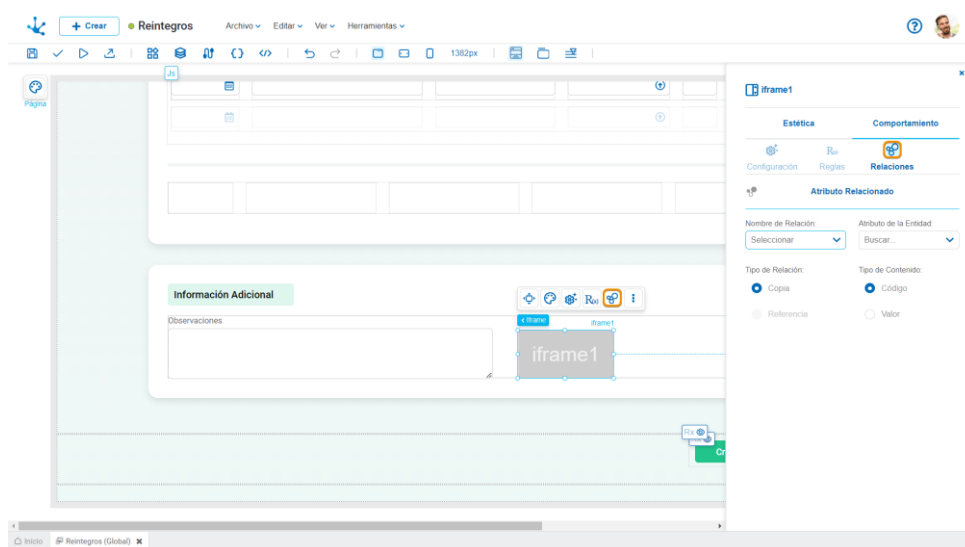 + Crear
Reintegros
Archivo
Editar
Ver
Herramientas
?
1382px
Js
Página
iframe1
Estética
Comportamiento
Configuración
R(x)
Reglas
Relaciones
Atributo Relacionado
Nombre de Relación:
Atributo de la Entidad:
Seleccionar
Buscar...
Tipo de Relación:
Tipo de Contenido:
Copia
Código
Referencia
Valor
Información Adicional
R(x)
Observaciones
Iframe
iframe1
iframe1
Rx
Cr
Inicio
Reintegros (Global)